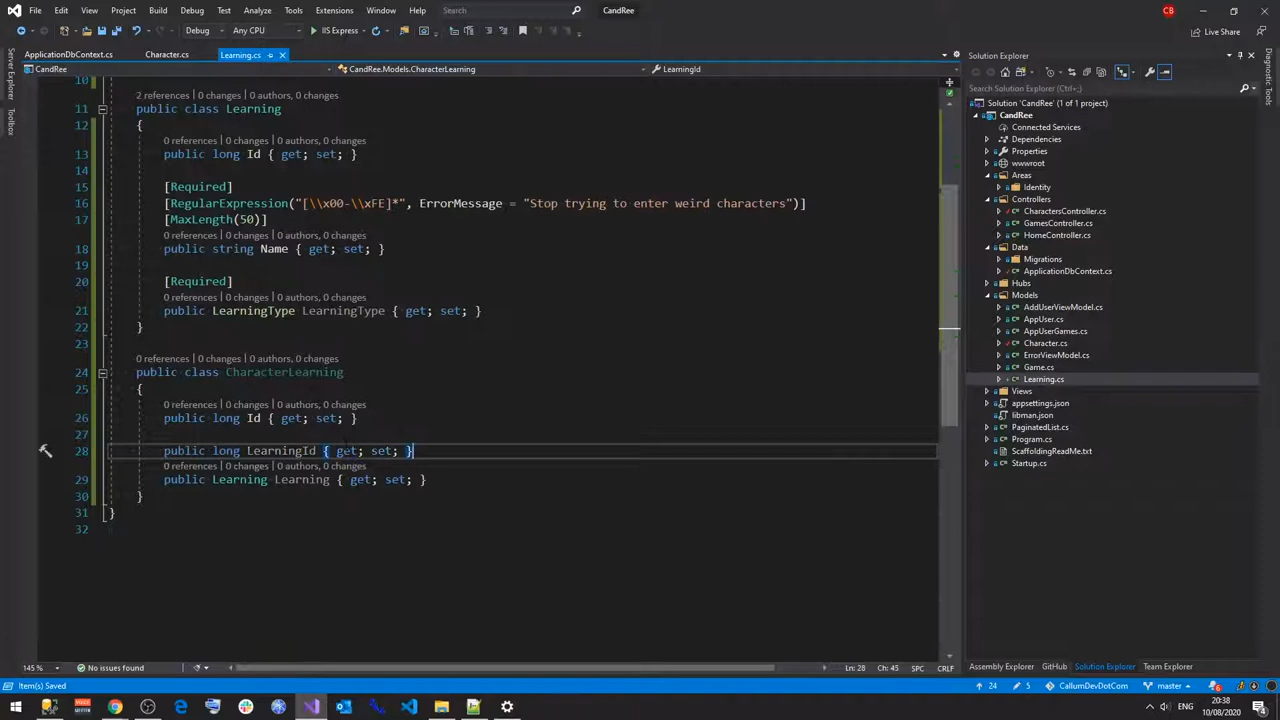 File Edit View Project Build Debug Test Analyze Tools Extensions Window Help Search CandRee CB
Debug Any CPU IIS Express Live Share
ApplicationDbContext.cs Character.cs Learning.cs
CandRee CandRee.Models.CharacterLearning LearningId
Server Explorer
Toolbox
Diagnostic Tools
10
2 references | 0 changes | 0 authors, 0 changes
11 public class Learning
12 {
0 references | 0 changes | 0 authors, 0 changes
13 public long Id { get; set; }
14
15 [Required]
16 [RegularExpression("[\\x00-\\xFE]*", ErrorMessage = "Stop trying to enter weird characters")]
17 [MaxLength(50)]
0 references | 0 changes | 0 authors, 0 changes
18 public string Name { get; set; }
19
20 [Required]
0 references | 0 changes | 0 authors, 0 changes
21 public LearningType LearningType { get; set; }
22 }
23
0 references | 0 changes | 0 authors, 0 changes
24 public class CharacterLearning
25 {
0 references | 0 changes | 0 authors, 0 changes
26 public long Id { get; set; }
27
28 public long LearningId { get; set; }
0 references | 0 changes | 0 authors, 0 changes
29 public Learning Learning { get; set; }
30 }
31 }
32
Solution Explorer
Search Solution Explorer (Ctrl+;)
Solution 'CandRee' (1 of 1 project)
CandRee
Connected Services
Dependencies
Properties
wwwroot
Areas
Identity
Controllers
CharactersController.cs
GamesController.cs
HomeController.cs
Data
Migrations
ApplicationDbContext.cs
Hubs
Models
AddUserViewModel.cs
AppUser.cs
AppUserGames.cs
Character.cs
ErrorViewModel.cs
Game.cs
Learning.cs
Views
appsettings.json
libman.json
PaginatedList.cs
Program.cs
ScaffoldingReadMe.txt
Startup.cs
145 % No issues found Ln: 28 Ch: 45 SPC CRLF
Assembly Explorer GitHub Solution Explorer Team Explorer
Item(s) Saved 24 5 CallumDevDotCom master 6
ENG 20:38
10/08/2020